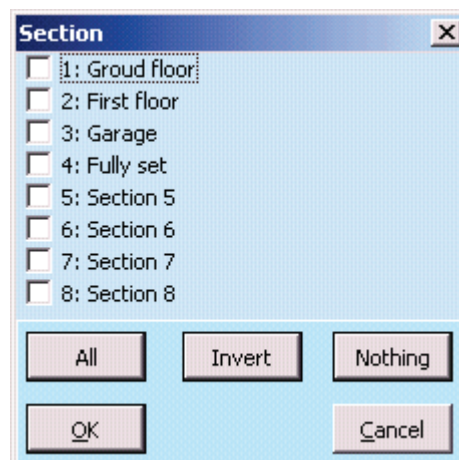 Section
1: Groud floor
2: First floor
3: Garage
4: Fully set
5: Section 5
6: Section 6
7: Section 7
8: Section 8
All Invert Nothing
OK Cancel